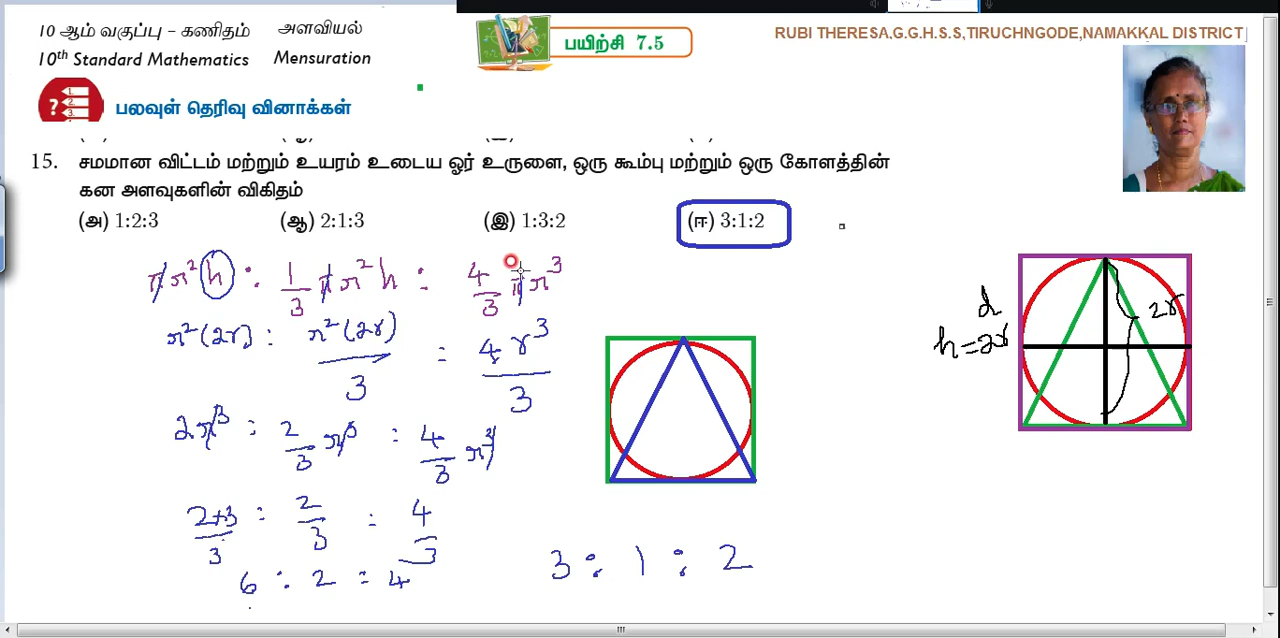 10 ஆம் வகுப்பு – கணிதம் அளவியல்
10th Standard Mathematics Mensuration
பயிற்சி 7.5
RUBI THERESA,G.G.H.S.S,TIRUCHNGODE,NAMAKKAL DISTRICT
பலவுள் தெரிவு வினாக்கள்
15. சமமான விட்டம் மற்றும் உயரம் உடைய ஓர் உருளை, ஒரு கூம்பு மற்றும் ஒரு கோளத்தின்
கன அளவுகளின் விகிதம்
(அ) 1:2:3 (ஆ) 2:1:3 (இ) 1:3:2 (ஈ) 3:1:2
πr²h : 1/3 πr²h : 4/3 πr³
r²(2r) : r²(2r)/3 : 4r³/3
2r³ : 2/3 r³ : 4/3 r³
2×3/3 : 2/3 : 4/3
6 : 2 : 4
3 : 1 : 2
d
h=2r
2r